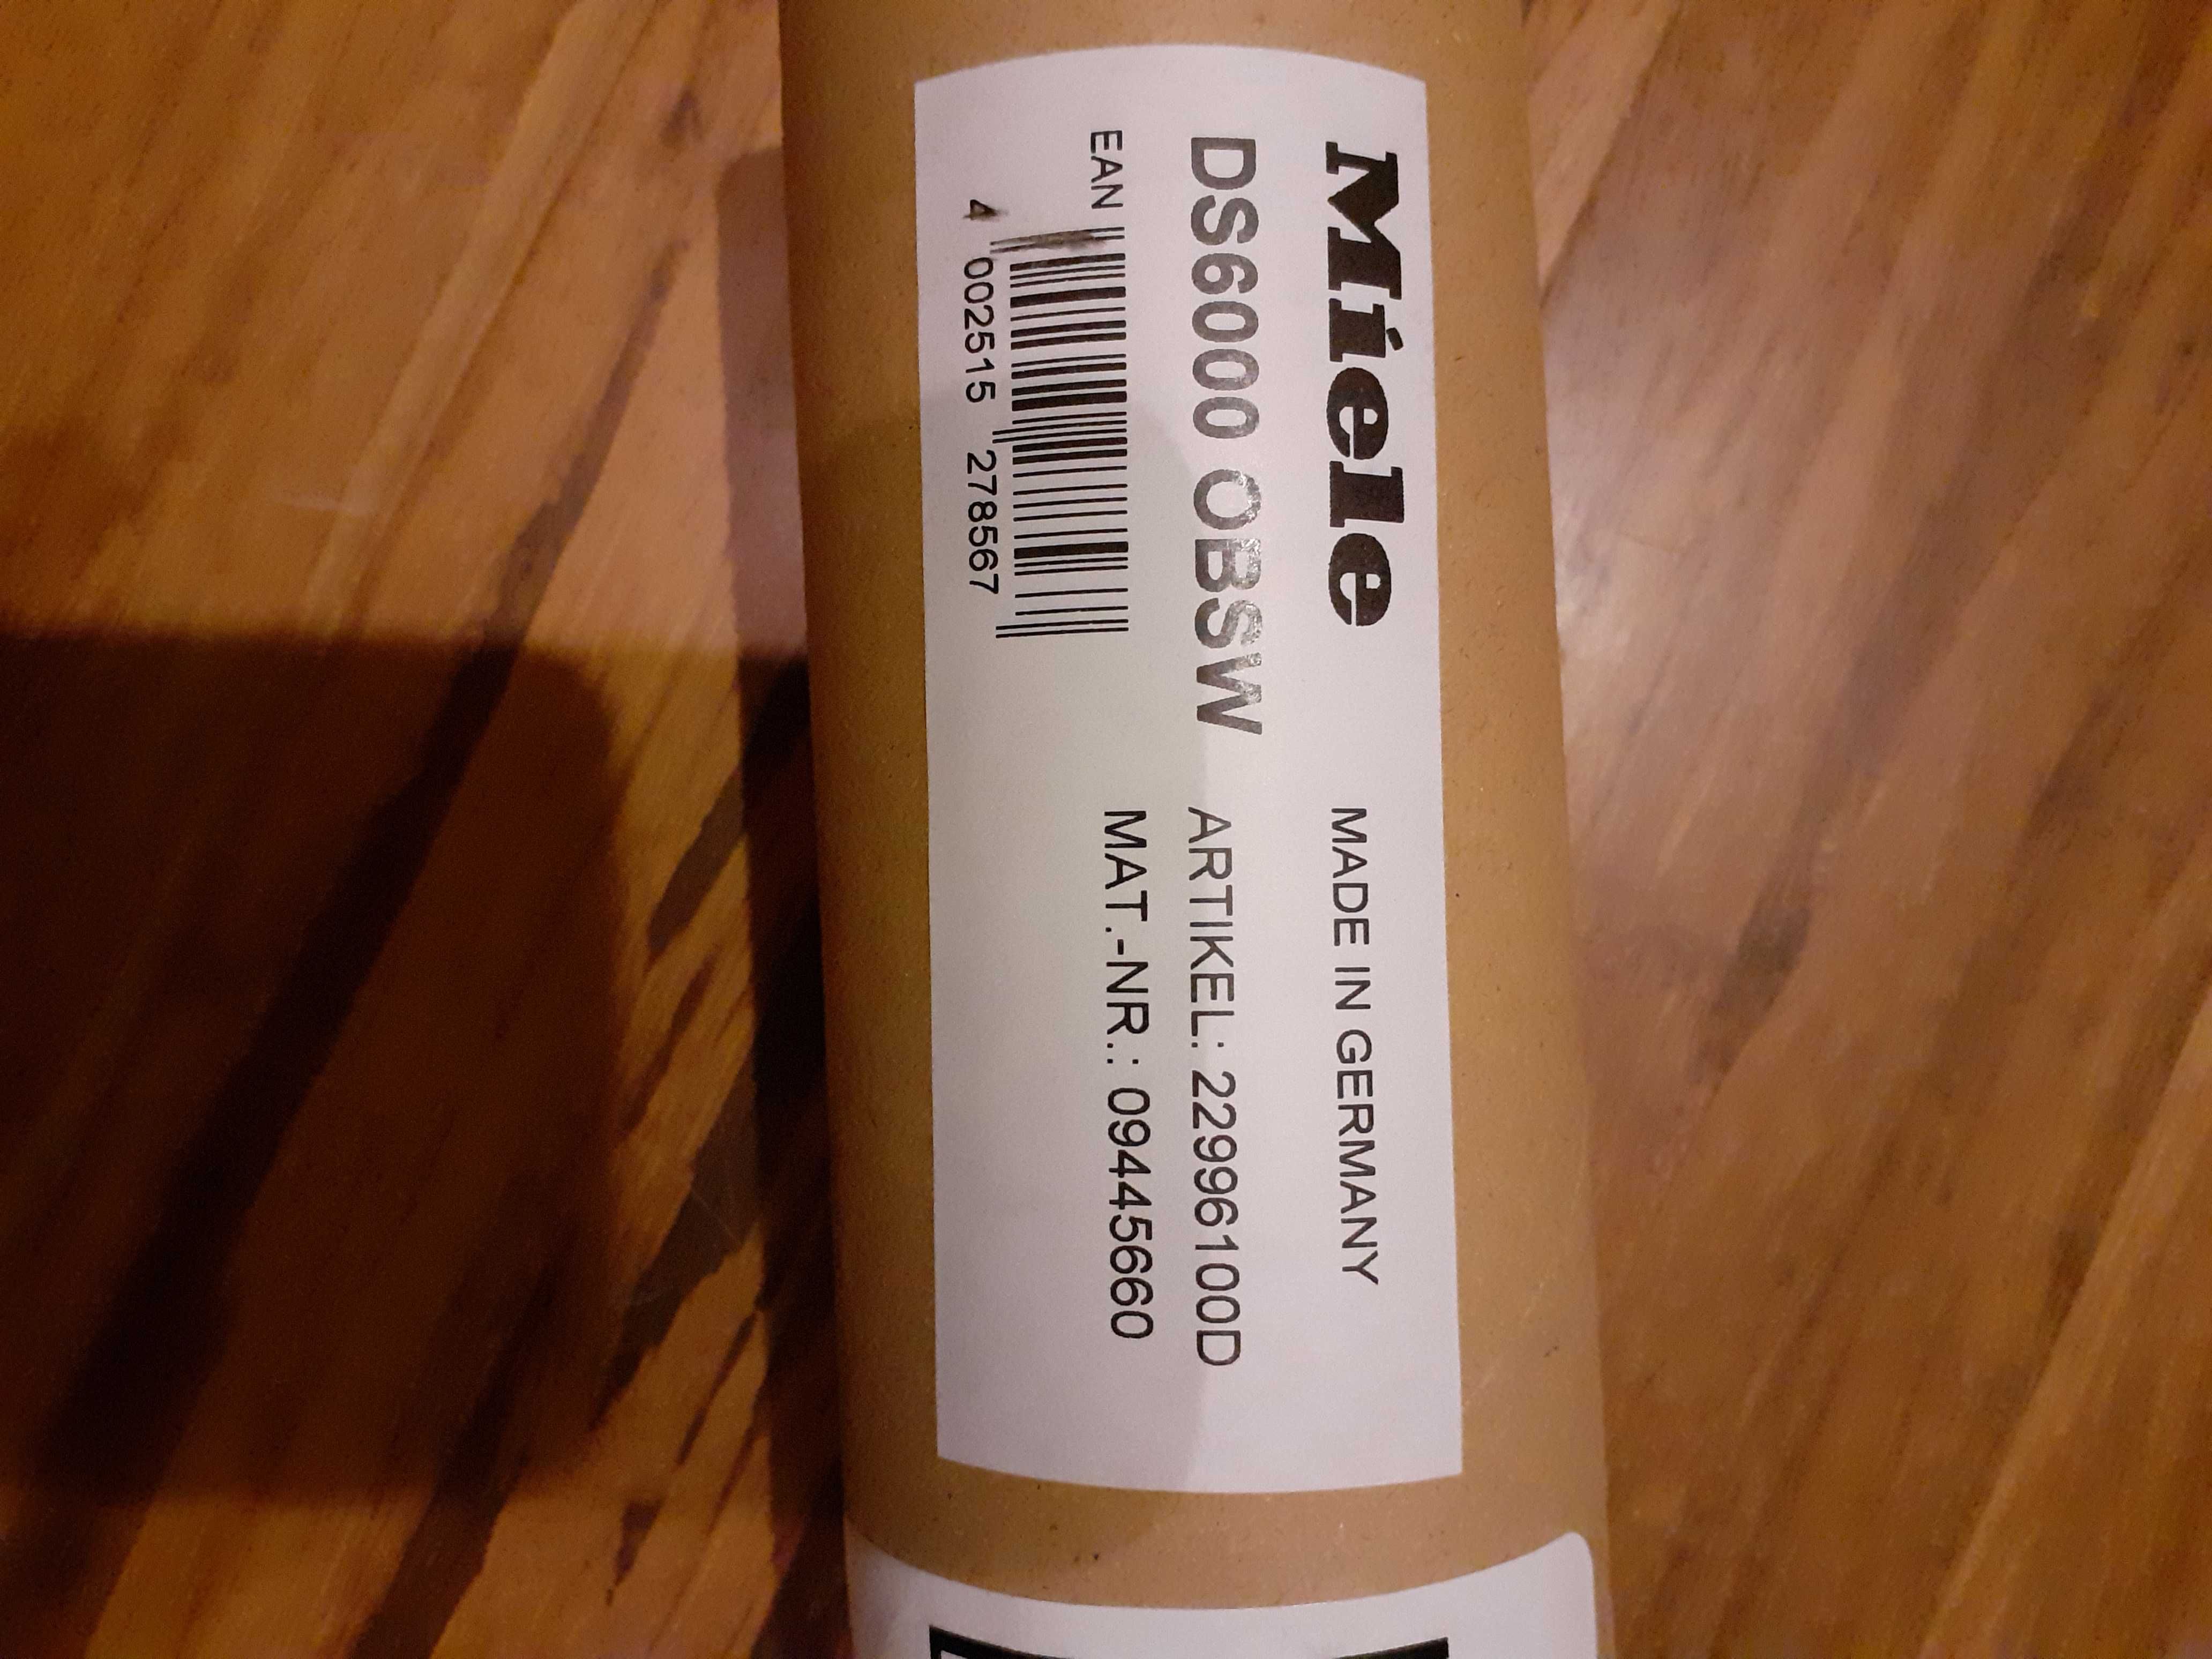 Miele
MADE IN GERMANY
DS6000 OBSW
ARTIKEL: 22996100D
EAN
MAT.-NR.: 09445660
4 002515 278567